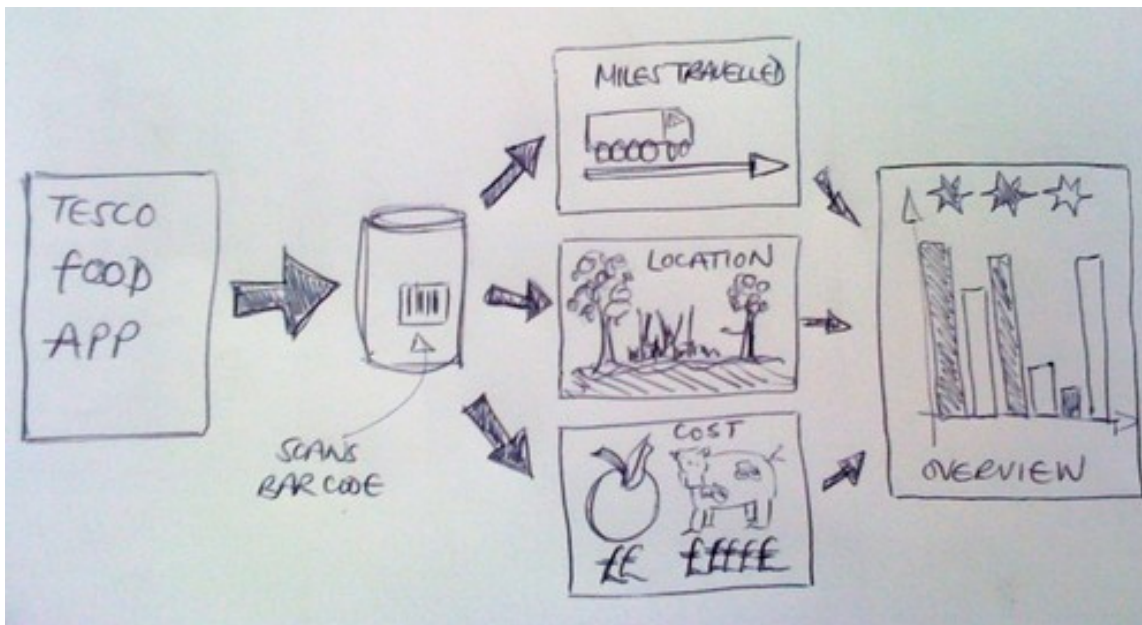 TESCO
FOOD
APP
SCANS
BAR CODE
MILES TRAVELLED
LOCATION
COST
££ £££££
OVERVIEW